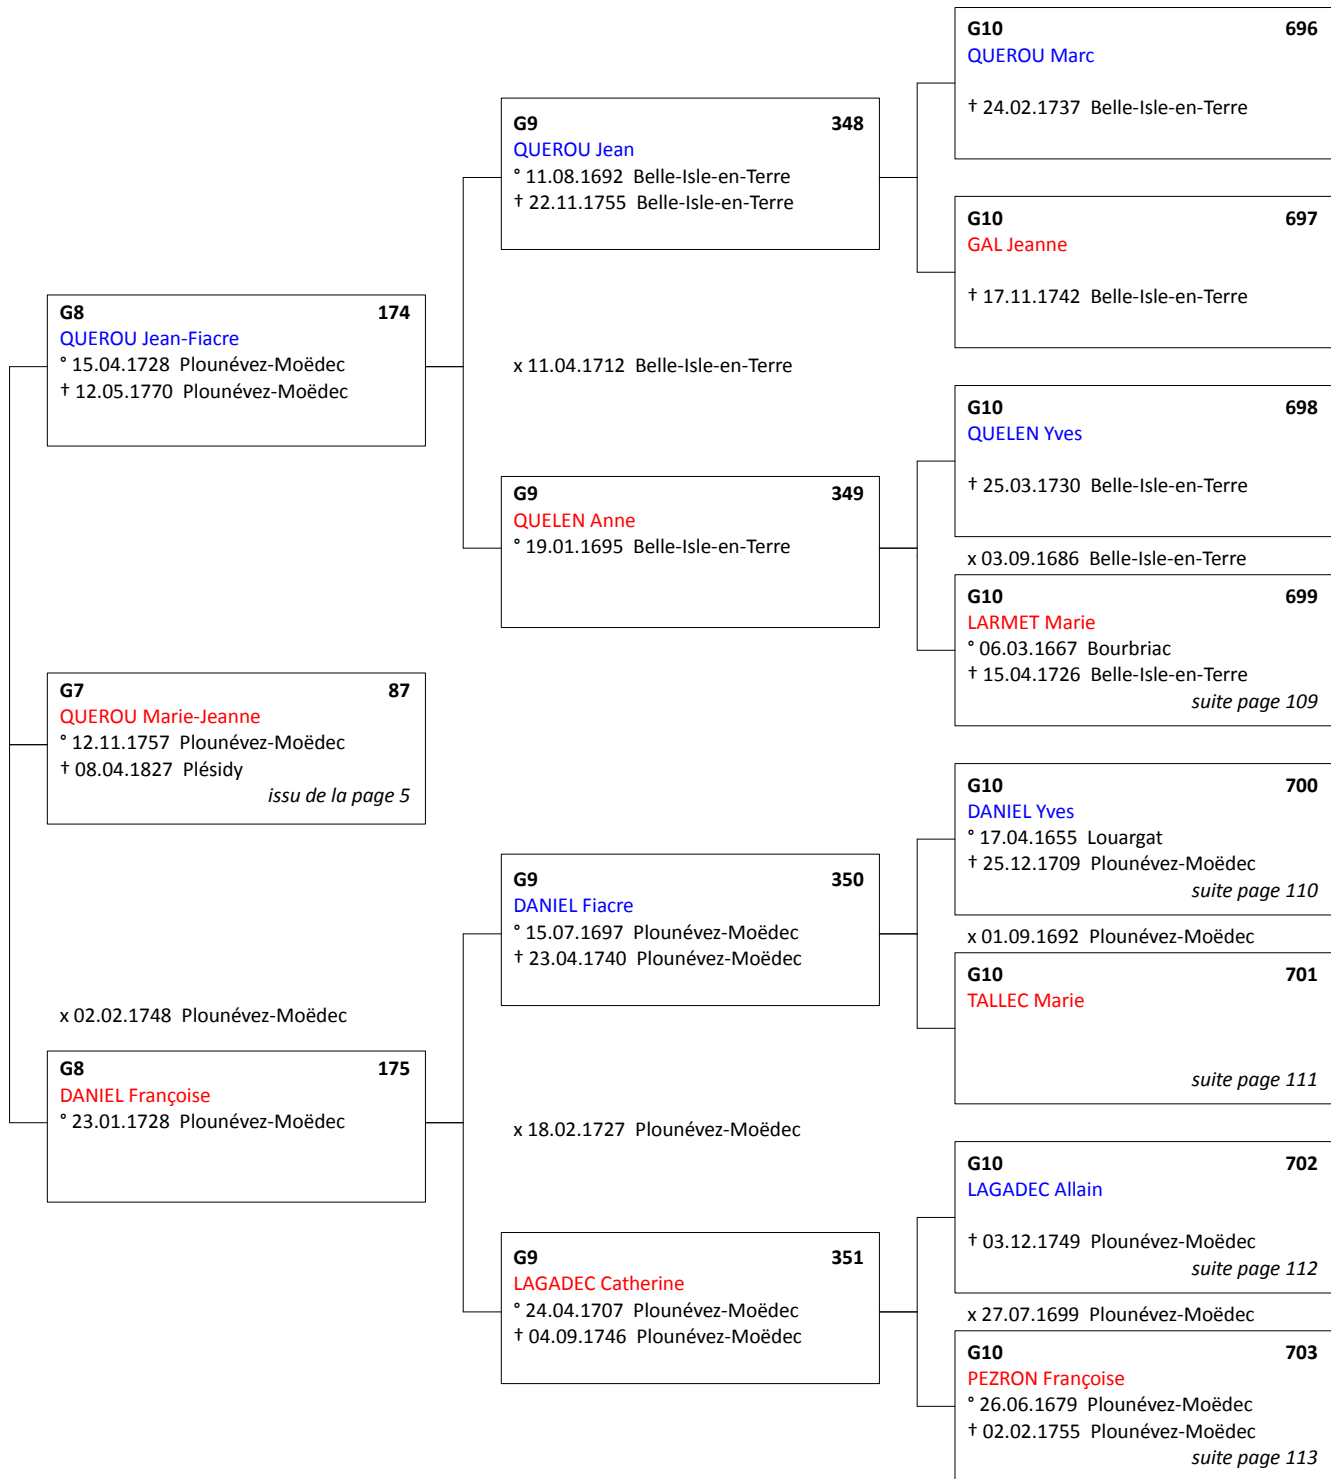 G10 696
QUEROU Marc
† 24.02.1737 Belle-Isle-en-Terre
G9 348
QUEROU Jean
° 11.08.1692 Belle-Isle-en-Terre
† 22.11.1755 Belle-Isle-en-Terre
G10 697
GAL Jeanne
† 17.11.1742 Belle-Isle-en-Terre
G8 174
QUEROU Jean-Fiacre
° 15.04.1728 Plounévez-Moëdec
† 12.05.1770 Plounévez-Moëdec
x 11.04.1712 Belle-Isle-en-Terre
G10 698
QUELEN Yves
† 25.03.1730 Belle-Isle-en-Terre
G9 349
QUELEN Anne
° 19.01.1695 Belle-Isle-en-Terre
x 03.09.1686 Belle-Isle-en-Terre
G10 699
LARMET Marie
° 06.03.1667 Bourbriac
† 15.04.1726 Belle-Isle-en-Terre
suite page 109
G7 87
QUEROU Marie-Jeanne
° 12.11.1757 Plounévez-Moëdec
† 08.04.1827 Plésidy
issu de la page 5
G10 700
DANIEL Yves
° 17.04.1655 Louargat
† 25.12.1709 Plounévez-Moëdec
suite page 110
G9 350
DANIEL Fiacre
° 15.07.1697 Plounévez-Moëdec
† 23.04.1740 Plounévez-Moëdec
x 01.09.1692 Plounévez-Moëdec
G10 701
TALLEC Marie
suite page 111
x 02.02.1748 Plounévez-Moëdec
G8 175
DANIEL Françoise
° 23.01.1728 Plounévez-Moëdec
x 18.02.1727 Plounévez-Moëdec
G10 702
LAGADEC Allain
† 03.12.1749 Plounévez-Moëdec
suite page 112
G9 351
LAGADEC Catherine
° 24.04.1707 Plounévez-Moëdec
† 04.09.1746 Plounévez-Moëdec
x 27.07.1699 Plounévez-Moëdec
G10 703
PEZRON Françoise
° 26.06.1679 Plounévez-Moëdec
† 02.02.1755 Plounévez-Moëdec
suite page 113